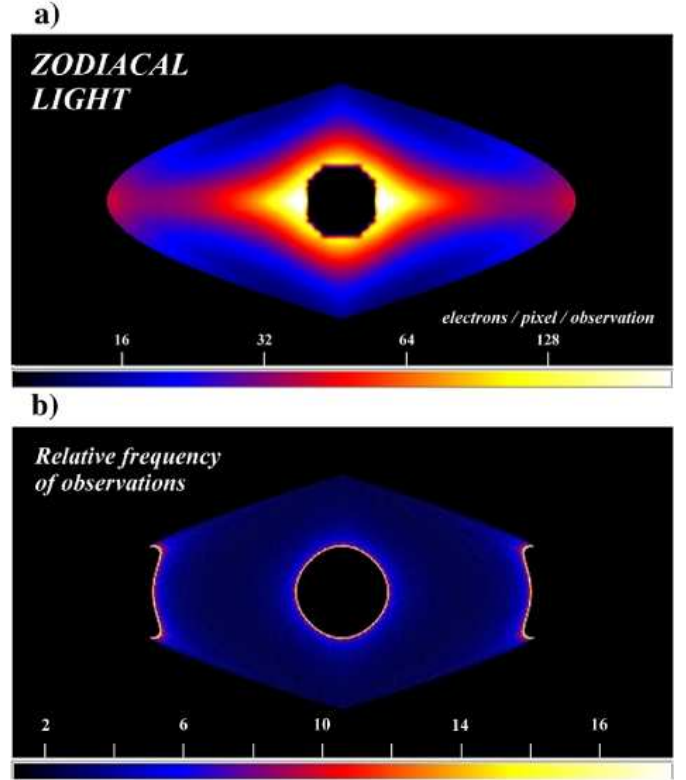 a)
ZODIACAL
LIGHT
electrons / pixel / observation
16 32 64 128
b)
Relative frequency
of observations
2 6 10 14 16